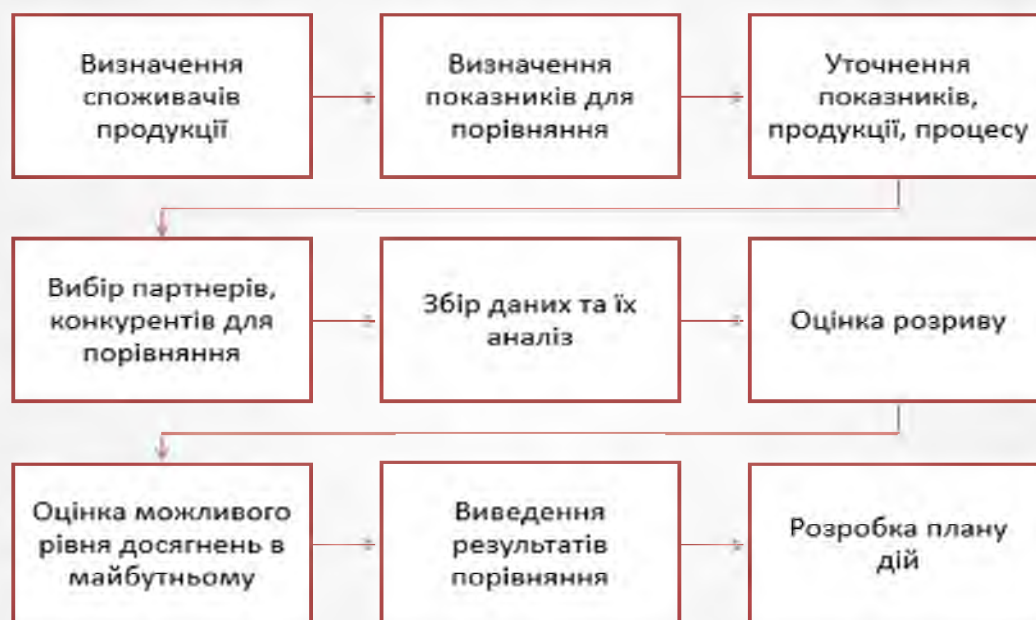 Визначення
споживачів
продукції
Визначення
показників для
порівняння
Уточнення
показників,
продукції, процесу
Вибір партнерів,
конкурентів для
порівняння
Збір даних та їх
аналіз
Оцінка розриву
Оцінка можливого
рівня досягнень в
майбутньому
Виведення
результатів
порівняння
Розробка плану
дій